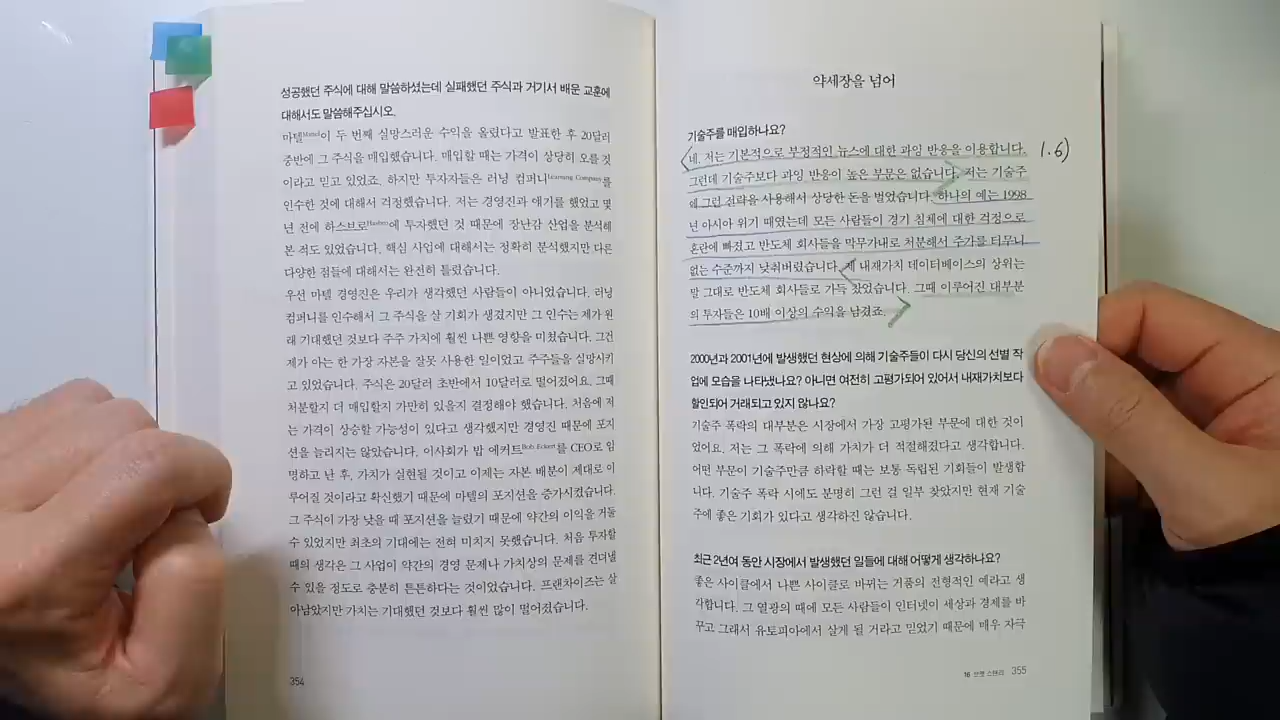 성공했던 주식에 대해 말씀하셨는데 실패했던 주식과 거기서 배운 교훈에
대해서도 말씀해주십시오.
마텔Mattel이 두 번째 실망스러운 수익을 올렸다고 발표한 후 20달러
중반에 그 주식을 매입했습니다. 매입할 때는 가격이 상당히 오를 것
이라고 믿고 있었죠. 하지만 투자자들은 러닝 컴퍼니Learning Company를
인수한 것에 대해서 걱정했습니다. 저는 경영진과 얘기를 했었고 몇
년 전에 하스브로Hasbro에 투자했던 것 때문에 장난감 산업을 분석해
본 적도 있었습니다. 핵심 사업에 대해서는 정확히 분석했지만 다른
다양한 점들에 대해서는 완전히 틀렸습니다.
우선 마텔 경영진은 우리가 생각했던 사람들이 아니었습니다. 러닝
컴퍼니를 인수해서 그 주식을 살 기회가 생겼지만 그 인수는 제가 원
래 기대했던 것보다 주주 가치에 훨씬 나쁜 영향을 미쳤습니다. 그건
제가 아는 한 가장 자본을 잘못 사용한 일이었고 주주들을 실망시키
고 있었습니다. 주식은 20달러 초반에서 10달러로 떨어졌어요. 그때
처분할지 더 매입할지 가만히 있을지 결정해야 했습니다. 처음에 저
는 가격이 상승할 가능성이 있다고 생각했지만 경영진 때문에 포지
션을 늘리지는 않았습니다. 이사회가 밥 에커트Bob Eckert를 CEO로 임
명하고 난 후, 가치가 실현될 것이고 이제는 자본 배분이 제대로 이
루어질 것이라고 확신했기 때문에 마텔의 포지션을 증가시켰습니다.
그 주식이 가장 낮을 때 포지션을 늘렸기 때문에 약간의 이익을 거둘
수 있었지만 최초의 기대에는 전혀 미치지 못했습니다. 처음 투자할
때의 생각은 그 사업이 약간의 경영 문제나 가치상의 문제를 견뎌낼
수 있을 정도로 충분히 튼튼하다는 것이었습니다. 프랜차이즈는 살
아남았지만 가치는 기대했던 것보다 훨씬 많이 떨어졌습니다.
354
약세장을 넘어
기술주를 매입하나요?
네. 저는 기본적으로 부정적인 뉴스에 대한 과잉 반응을 이용합니다. 1.6)
그런데 기술주보다 과잉 반응이 높은 부문은 없습니다. 저는 기술주
에 그런 전략을 사용해서 상당한 돈을 벌었습니다. 하나의 예는 1998
년 아시아 위기 때였는데 모든 사람들이 경기 침체에 대한 걱정으로
혼란에 빠졌고 반도체 회사들을 막무가내로 처분해서 주가를 터무니
없는 수준까지 낮춰버렸습니다. 제 내재가치 데이터베이스의 상위는
말 그대로 반도체 회사들로 가득 찼었습니다. 그때 이루어진 대부분
의 투자들은 10배 이상의 수익을 남겼죠.
2000년과 2001년에 발생했던 현상에 의해 기술주들이 다시 당신의 선별 작
업에 모습을 나타냈나요? 아니면 여전히 고평가되어 있어서 내재가치보다
할인되어 거래되고 있지 않나요?
기술주 폭락의 대부분은 시장에서 가장 고평가된 부문에 대한 것이
었어요. 저는 그 폭락에 의해 가치가 더 적절해졌다고 생각합니다.
어떤 부문이 기술주만큼 하락할 때는 보통 독립된 기회들이 발생합
니다. 기술주 폭락 시에도 분명히 그런 걸 일부 찾았지만 현재 기술
주에 좋은 기회가 있다고 생각하진 않습니다.
최근 2년여 동안 시장에서 발생했던 일들에 대해 어떻게 생각하나요?
좋은 사이클에서 나쁜 사이클로 바뀌는 거품의 전형적인 예라고 생
각합니다. 그 열광의 때에 모든 사람들이 인터넷이 세상과 경제를 바
꾸고 그래서 유토피아에서 살게 될 거라고 믿었기 때문에 매우 자극
355